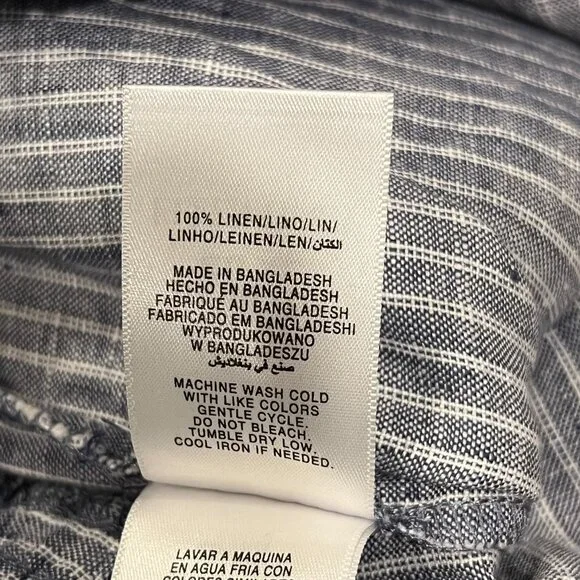 100% LINEN/LINO/LIN/
LINHO/LEINEN/LEN/الكتان
MADE IN BANGLADESH
HECHO EN BANGLADESH
FABRIQUÉ AU BANGLADESH
FABRICADO EM BANGLADESHI
WYPRODUKOWANO
W BANGLADESZU
صنع في بنغلاديش
MACHINE WASH COLD
WITH LIKE COLORS
GENTLE CYCLE.
DO NOT BLEACH.
TUMBLE DRY LOW.
COOL IRON IF NEEDED.
LAVAR A MAQUINA
EN AGUA FRIA CON